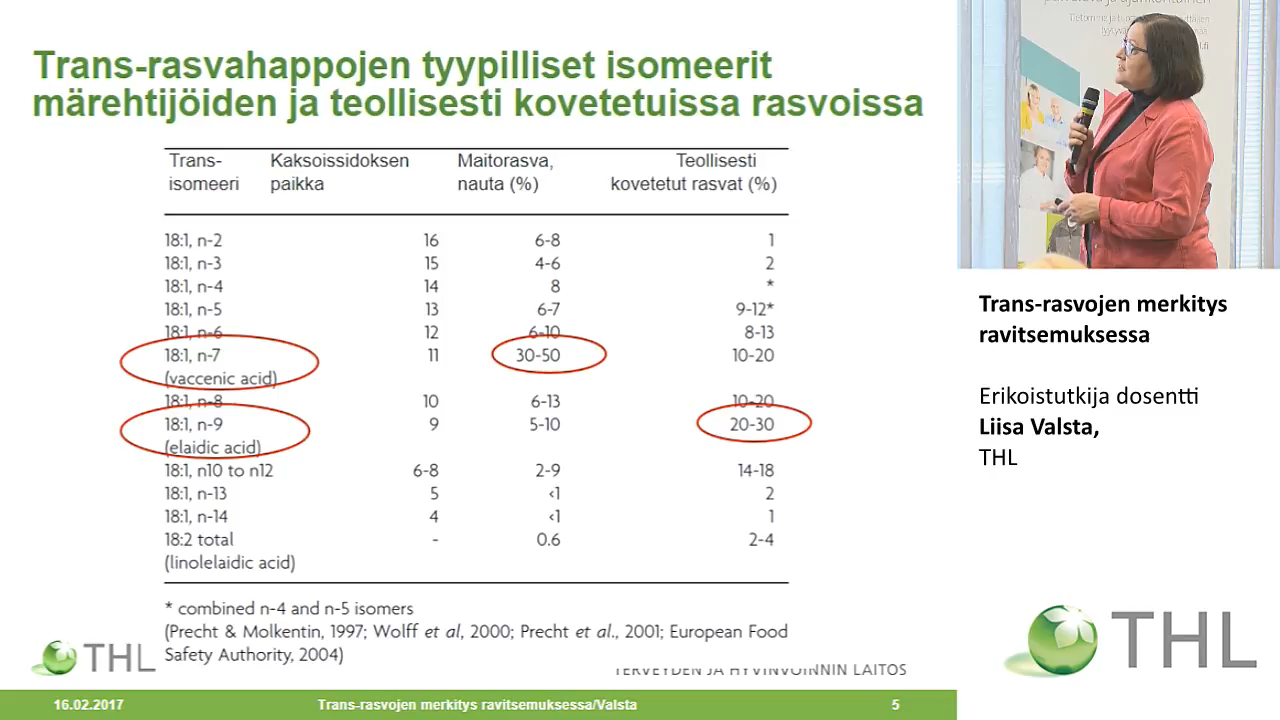 Trans-rasvahappojen tyypilliset isomeerit
märehtijöiden ja teollisesti kovetetuissa rasvoissa
Trans-isomeeri Kaksoissidoksen paikka Maitorasva, nauta (%) Teollisesti kovetetut rasvat (%)
18:1, n-2 16 6-8 1
18:1, n-3 15 4-6 2
18:1, n-4 14 8 *
18:1, n-5 13 6-7 9-12*
18:1, n-6 12 6-10 8-13
18:1, n-7 11 30-50 10-20
(vaccenic acid)
18:1, n-8 10 6-13 10-20
18:1, n-9 9 5-10 20-30
(elaidic acid)
18:1, n10 to n12 6-8 2-9 14-18
18:1, n-13 5 <1 2
18:1, n-14 4 <1 1
18:2 total - 0.6 2-4
(linolelaidic acid)
* combined n-4 and n-5 isomers
(Precht & Molkentin, 1997; Wolff et al, 2000; Precht et al., 2001; European Food
Safety Authority, 2004)
THL
TERVEYDEN JA HYVINVOINNIN LAITOS
16.02.2017 Trans-rasvojen merkitys ravitsemuksessa/Valsta 5
Trans-rasvojen merkitys
ravitsemuksessa
Erikoistutkija dosentti
Liisa Valsta,
THL
THL